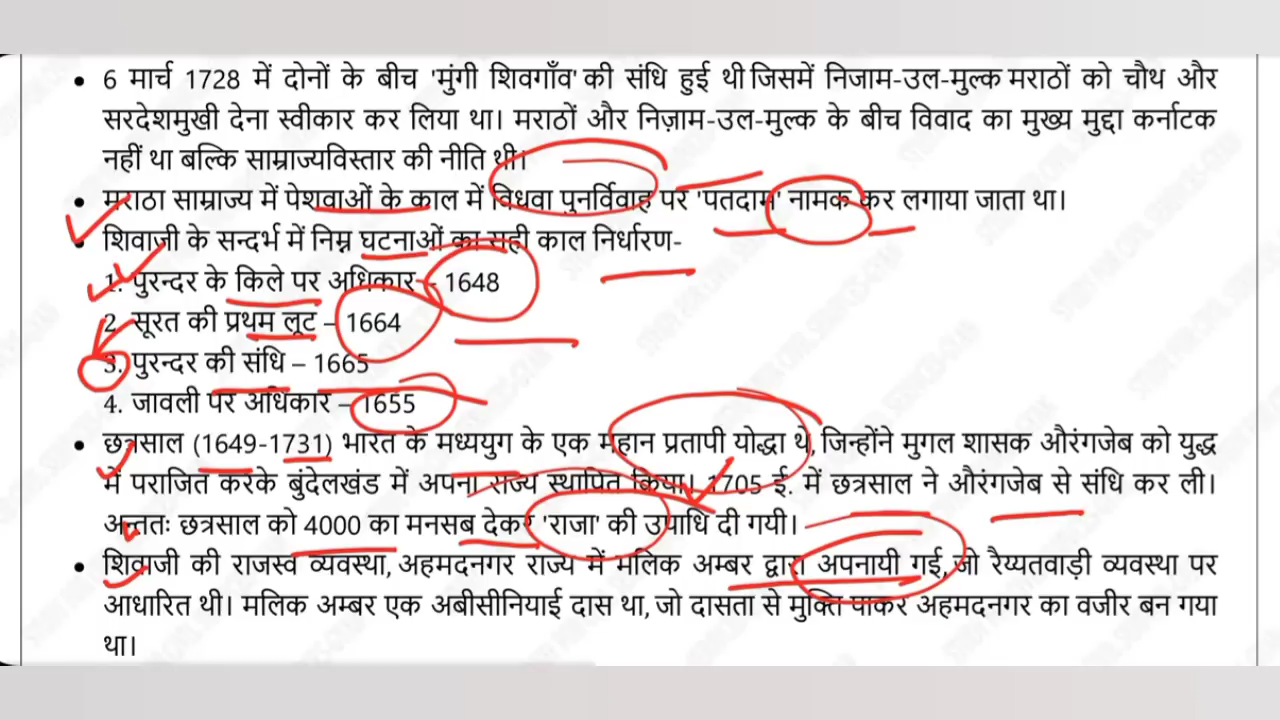 • 6 मार्च 1728 में दोनों के बीच 'मुंगी शिवगाँव' की संधि हुई थी जिसमें निजाम-उल-मुल्क मराठों को चौथ और
सरदेशमुखी देना स्वीकार कर लिया था। मराठों और निज़ाम-उल-मुल्क के बीच विवाद का मुख्य मुद्दा कर्नाटक
नहीं था बल्कि साम्राज्यविस्तार की नीति थी।
• मराठा साम्राज्य में पेशवाओं के काल में विधवा पुनर्विवाह पर 'पतदाम' नामक कर लगाया जाता था।
• शिवाजी के सन्दर्भ में निम्न घटनाओं का सही काल निर्धारण-
1. पुरन्दर के किले पर अधिकार – 1648
2. सूरत की प्रथम लूट – 1664
3. पुरन्दर की संधि – 1665
4. जावली पर अधिकार – 1655
• छत्रसाल (1649-1731) भारत के मध्ययुग के एक महान प्रतापी योद्धा थे, जिन्होंने मुगल शासक औरंगजेब को युद्ध
में पराजित करके बुंदेलखंड में अपना राज्य स्थापित किया। 1705 ई. में छत्रसाल ने औरंगजेब से संधि कर ली।
अन्ततः छत्रसाल को 4000 का मनसब देकर 'राजा' की उपाधि दी गयी।
• शिवाजी की राजस्व व्यवस्था, अहमदनगर राज्य में मलिक अम्बर द्वारा अपनायी गई, जो रैय्यतवाड़ी व्यवस्था पर
आधारित थी। मलिक अम्बर एक अबीसीनियाई दास था, जो दासता से मुक्ति पाकर अहमदनगर का वजीर बन गया
था।